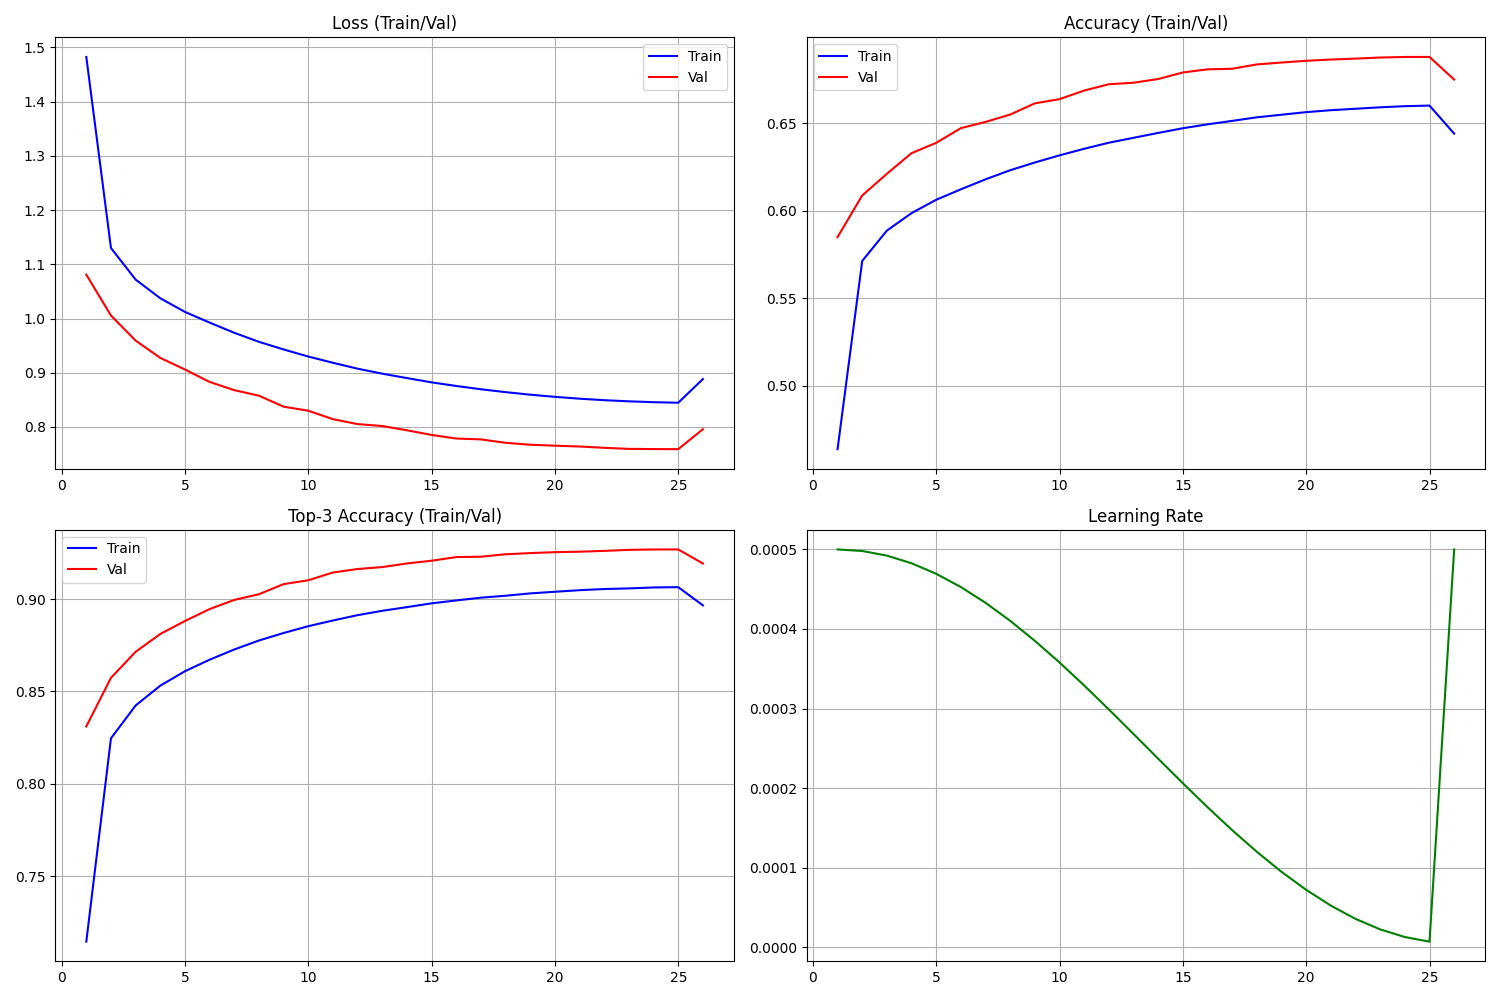 Loss (Train/Val)
Train
Val
1.5
1.4
1.3
1.2
1.1
1.0
0.9
0.8
0 5 10 15 20 25
Accuracy (Train/Val)
Train
Val
0.65
0.60
0.55
0.50
0 5 10 15 20 25
Top-3 Accuracy (Train/Val)
Train
Val
0.90
0.85
0.80
0.75
0 5 10 15 20 25
Learning Rate
0.0005
0.0004
0.0003
0.0002
0.0001
0.0000
0 5 10 15 20 25